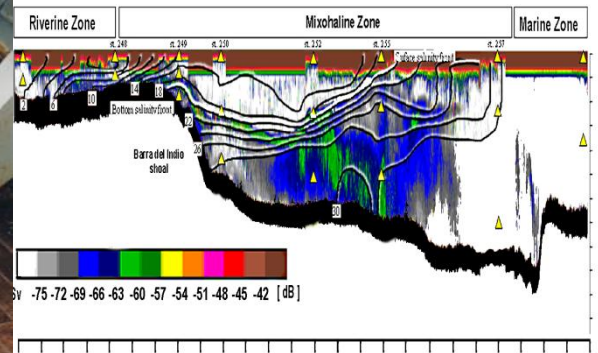 Riverine Zone Mixohaline Zone Marine Zone
st. 248 st. 249 st. 250 st. 252 st. 255 st. 257
Surface salinity front
2 6 10 14 18
Bottom salinity front
22
26
Barra del Indio
shoal
30
Sv -75 -72 -69 -66 -63 -60 -57 -54 -51 -48 -45 -42 [dB]